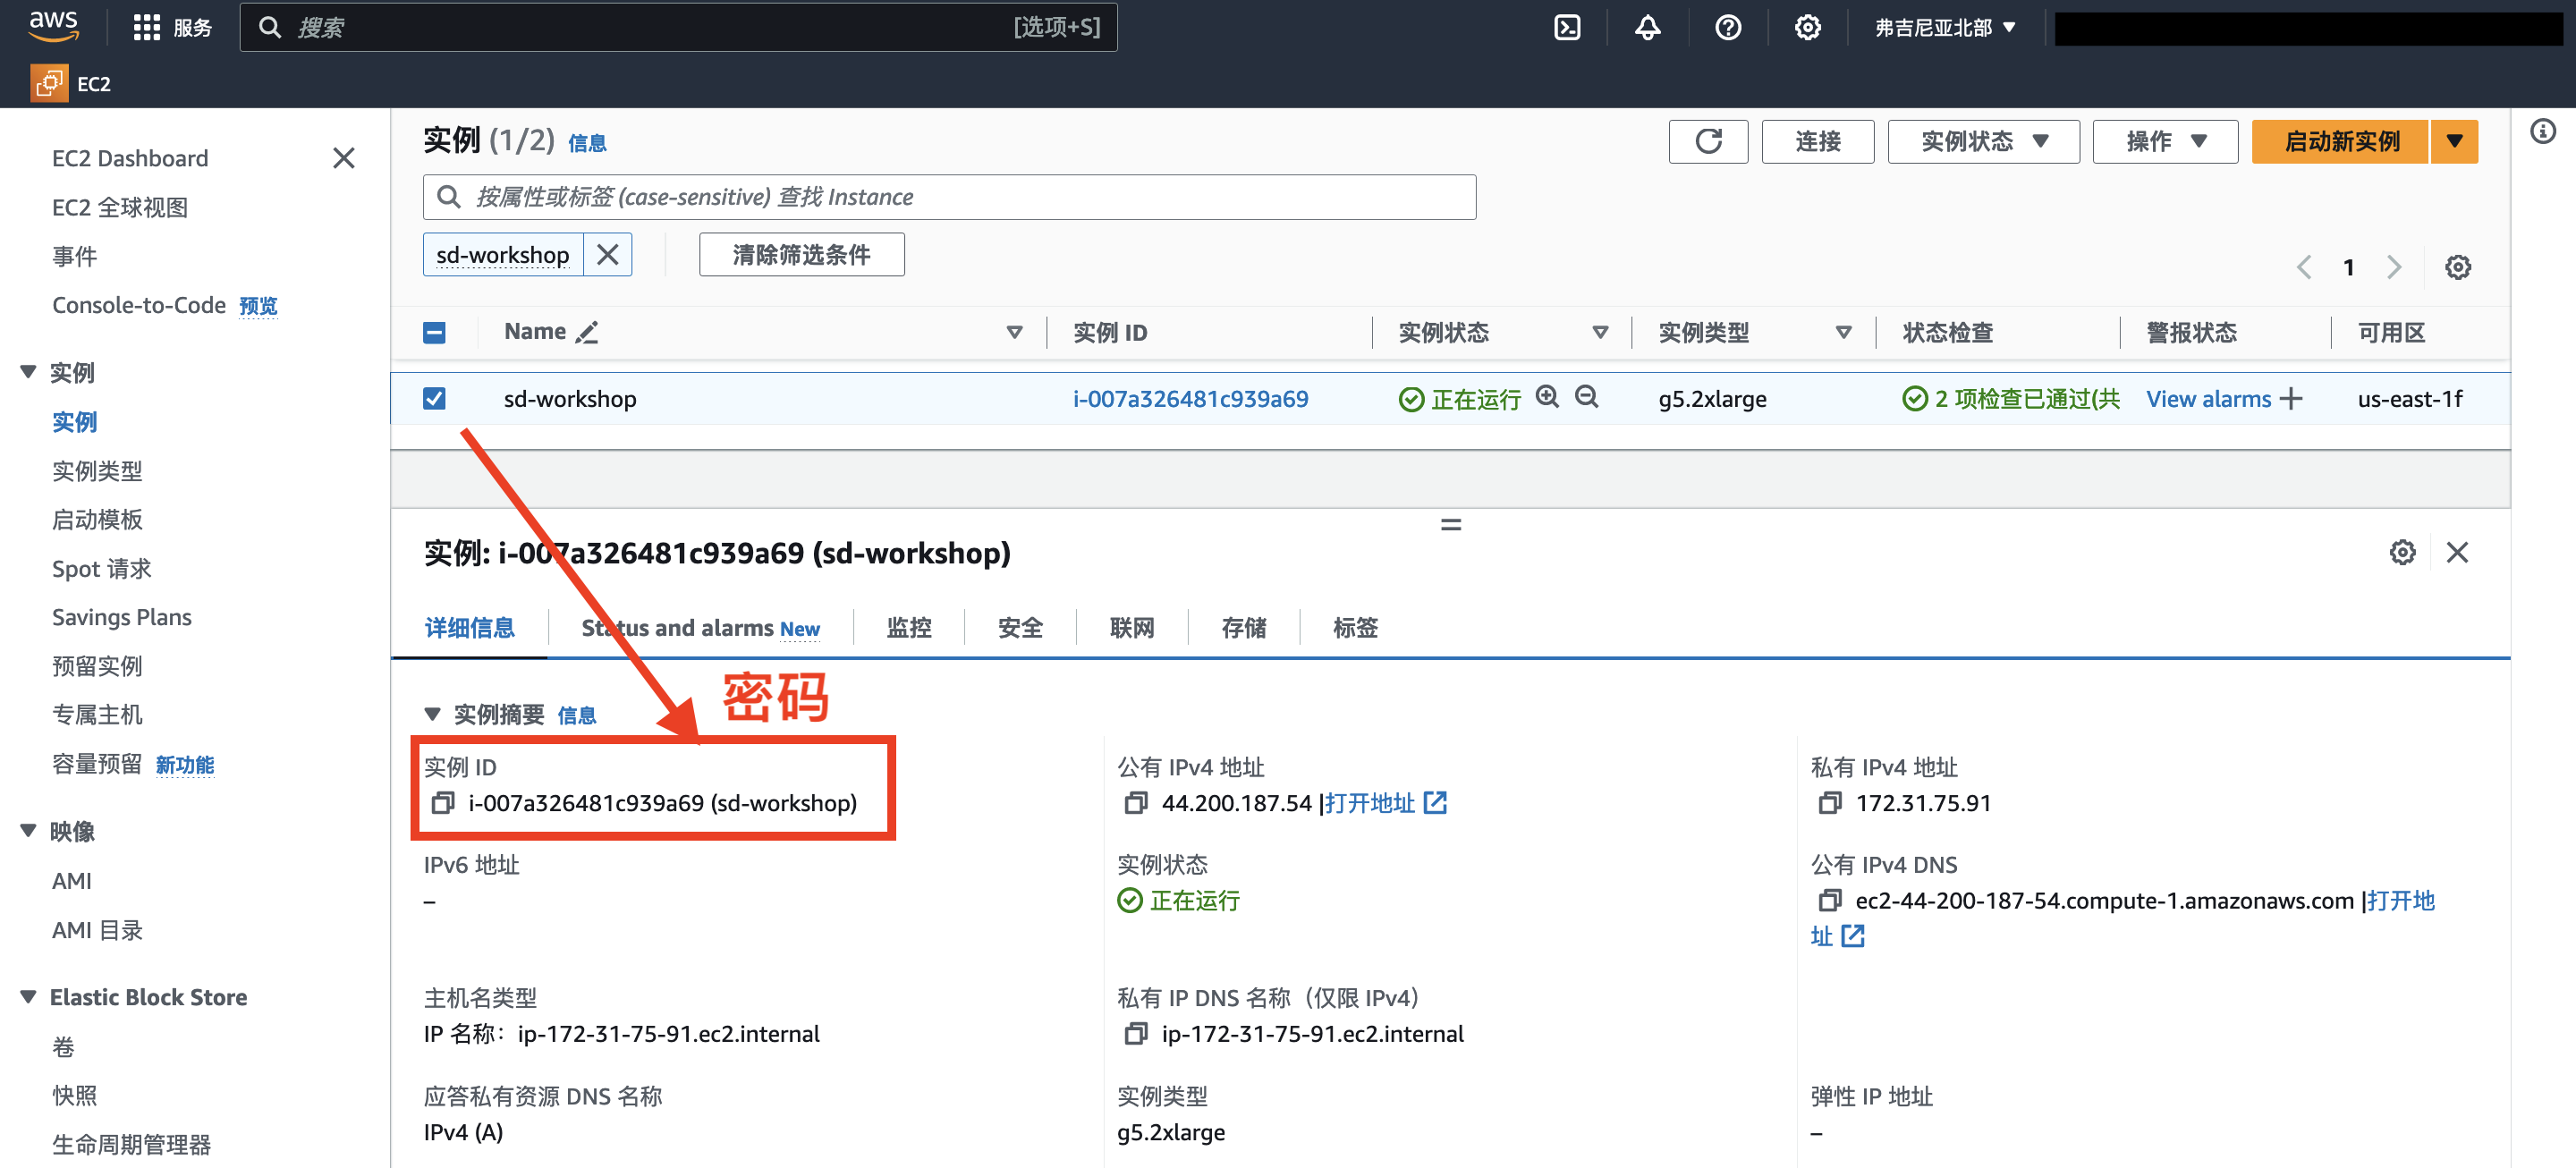 aws
服务
搜索
[选项+S]
弗吉尼亚北部
EC2
EC2 Dashboard
EC2 全球视图
事件
Console-to-Code 预览
实例
实例
实例类型
启动模板
Spot 请求
Savings Plans
预留实例
专属主机
容量预留 新功能
映像
AMI
AMI 目录
Elastic Block Store
卷
快照
生命周期管理器
实例 (1/2) 信息
连接
实例状态
操作
启动新实例
按属性或标签 (case-sensitive) 查找 Instance
sd-workshop
清除筛选条件
1
Name 实例 ID 实例状态 实例类型 状态检查 警报状态 可用区
sd-workshop i-007a326481c939a69 正在运行 g5.2xlarge 2 项检查已通过(共 View alarms us-east-1f
实例: i-007a326481c939a69 (sd-workshop)
详细信息 Status and alarms New 监控 安全 联网 存储 标签
密码
实例摘要 信息
实例 ID
i-007a326481c939a69 (sd-workshop)
公有 IPv4 地址
44.200.187.54 |打开地址
私有 IPv4 地址
172.31.75.91
IPv6 地址
–
实例状态
正在运行
公有 IPv4 DNS
ec2-44-200-187-54.compute-1.amazonaws.com |打开地
址
主机名类型
IP 名称：ip-172-31-75-91.ec2.internal
私有 IP DNS 名称（仅限 IPv4）
ip-172-31-75-91.ec2.internal
应答私有资源 DNS 名称
IPv4 (A)
实例类型
g5.2xlarge
弹性 IP 地址
–